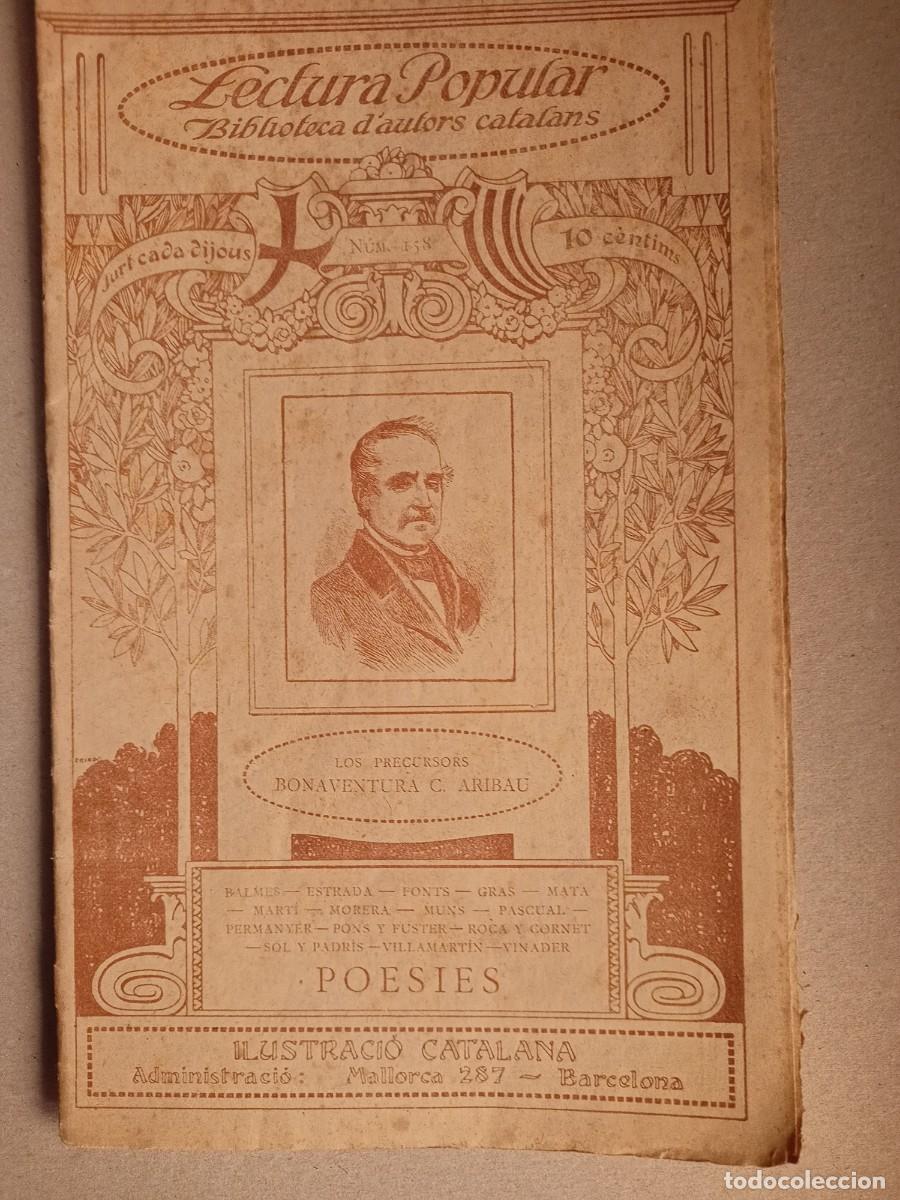 Lectura Popular
Biblioteca d'autors catalans
Surt cada dijous
NÚM. 158
10 cèntims
LOS PRECURSORS
BONAVENTURA C. ARIBAU
BALMES — ESTRADA — FONTS — GRAS — MATA
— MARTÍ — MORERA — MUNS — PASCUAL —
PERMANYER — PONS Y FUSTER — ROCA Y CORNET
— SOL Y PADRÍS — VILLAMARTÍN — VINADER
POESIES
ILUSTRACIÓ CATALANA
Administració: Mallorca 287 — Barcelona
todocoleccion